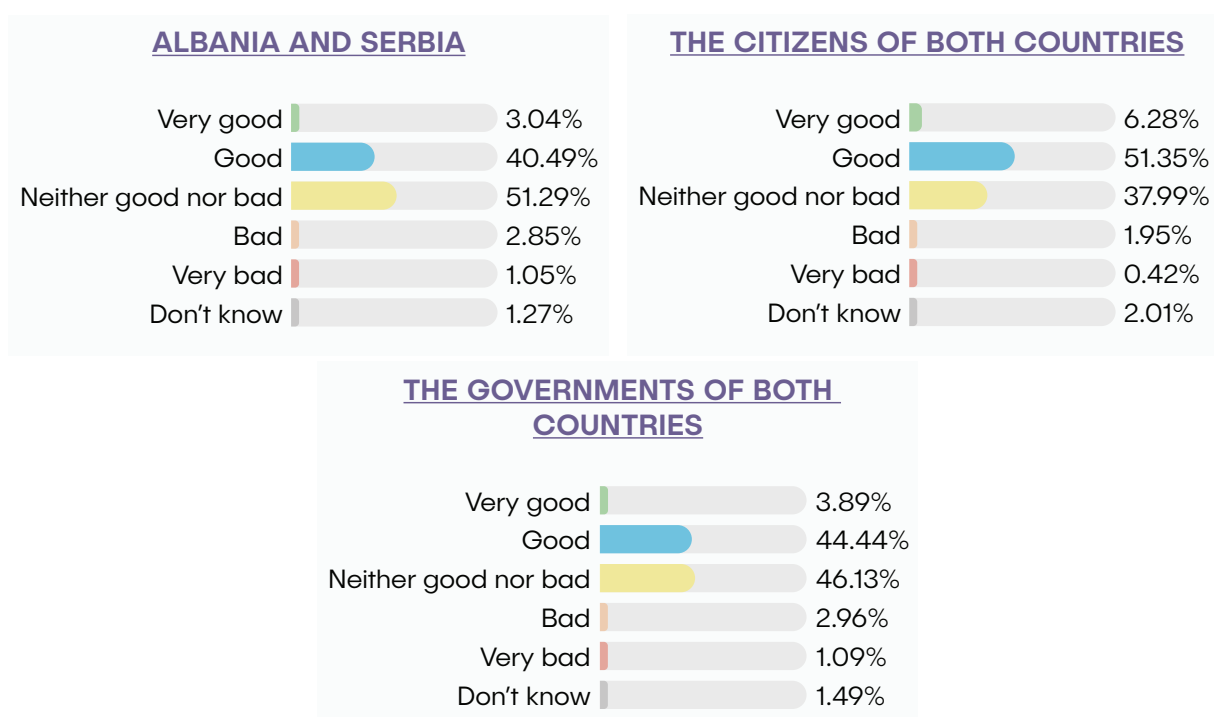 ALBANIA AND SERBIA
Very good 3.04%
Good 40.49%
Neither good nor bad 51.29%
Bad 2.85%
Very bad 1.05%
Don't know 1.27%
THE CITIZENS OF BOTH COUNTRIES
Very good 6.28%
Good 51.35%
Neither good nor bad 37.99%
Bad 1.95%
Very bad 0.42%
Don't know 2.01%
THE GOVERNMENTS OF BOTH
COUNTRIES
Very good 3.89%
Good 44.44%
Neither good nor bad 46.13%
Bad 2.96%
Very bad 1.09%
Don't know 1.49%